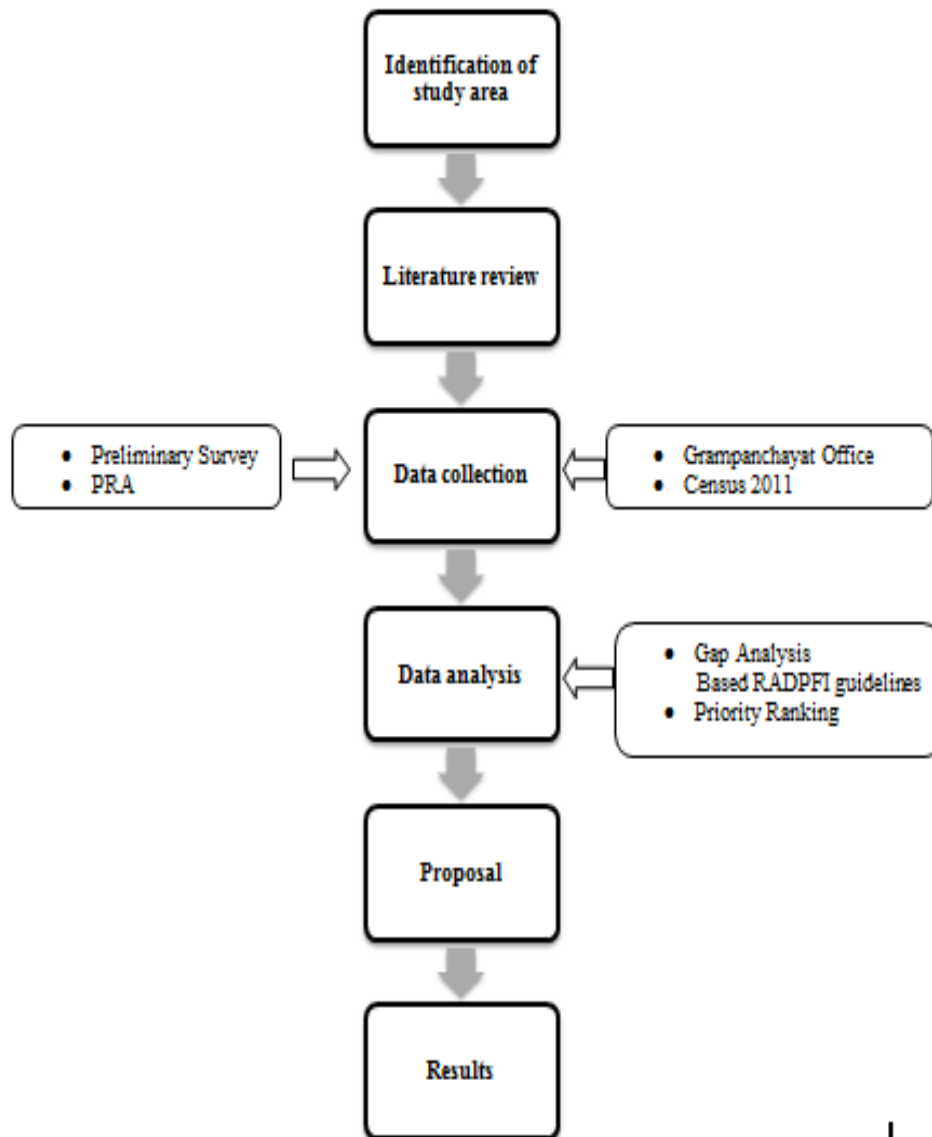 Identification of
study area
Literature review
• Preliminary Survey
• PRA
Data collection
• Grampanchayat Office
• Census 2011
Data analysis
• Gap Analysis
Based RADPFI guidelines
• Priority Ranking
Proposal
Results